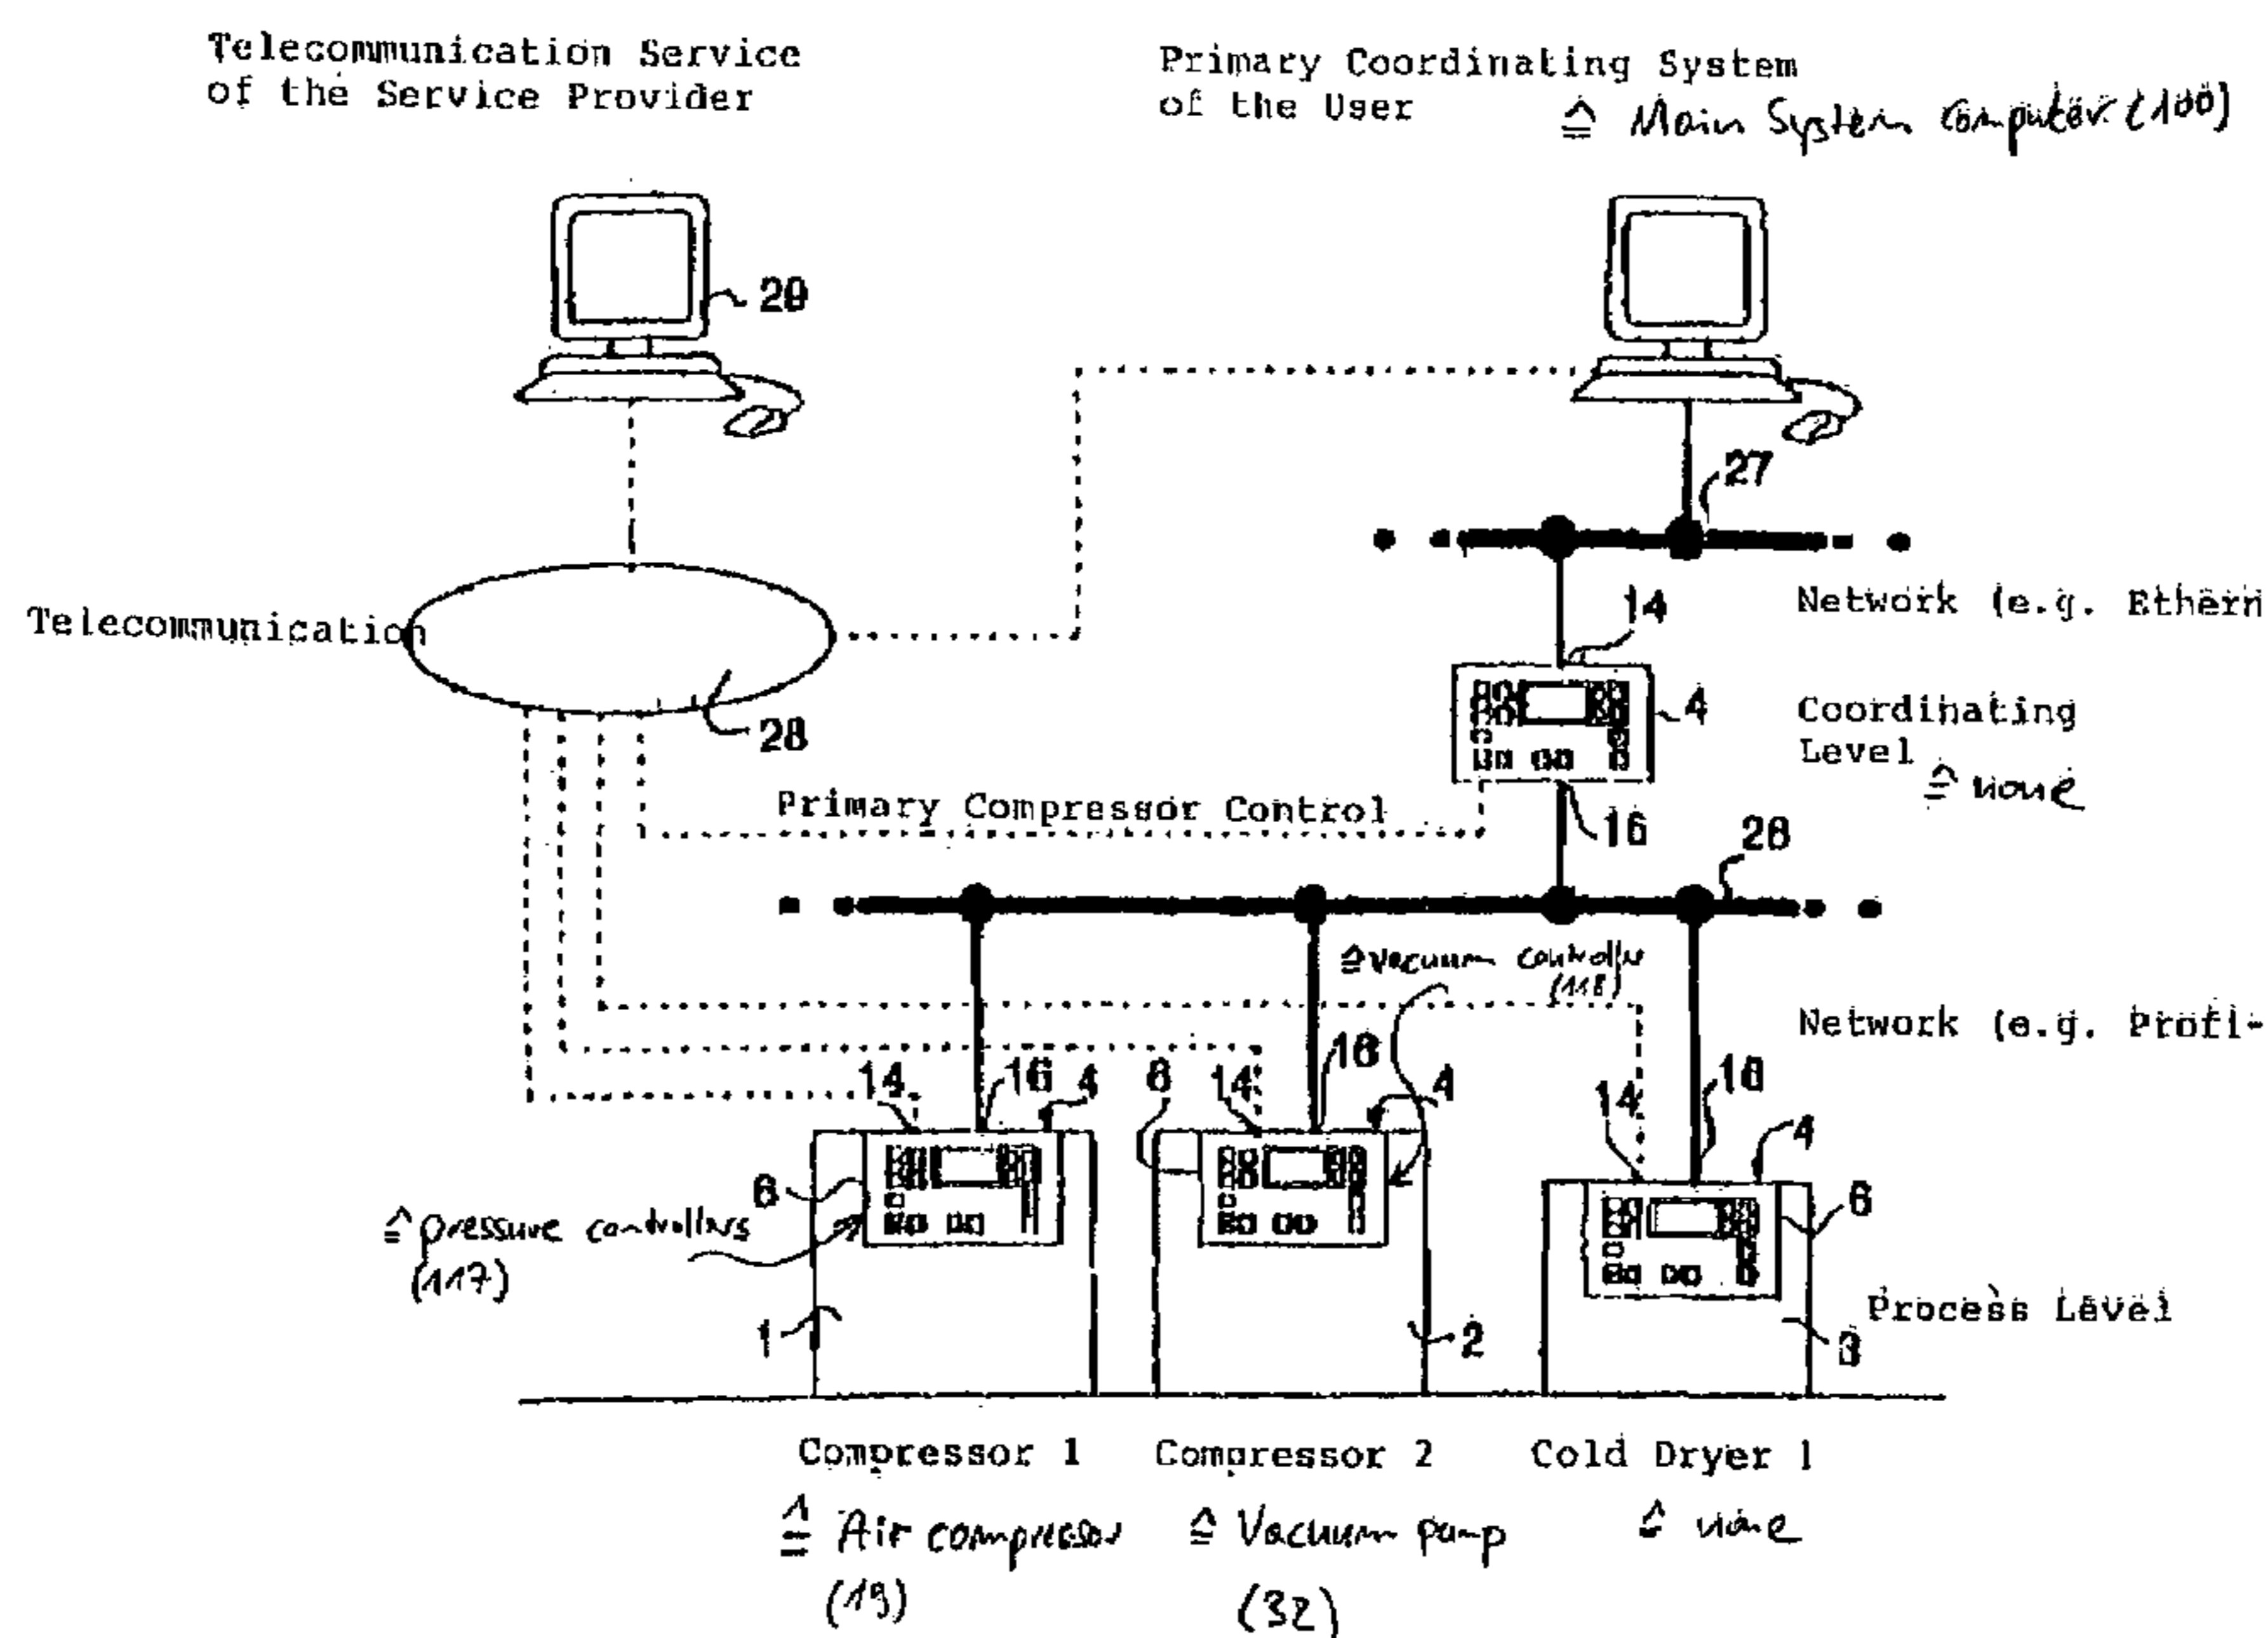 Telecommunication Service
of the Service Provider
Primary Coordinating System
of the User
≙ Main System Computer (100)
29
27
Network (e.g. Ethern
Telecommunication
14
4
Coordinating
Level
≙ none
28
Primary Compressor Control
16
26
≙ Vacuum controller
(118)
Network (e.g. Profi-
14
16
4
6
14
16
4
14
16
4
6
6
≙ pressure controllers
(117)
1
2
Process Level
3
Compressor 1
Compressor 2
Cold Dryer 1
≙ Air compressor
(19)
≙ Vacuum pump
(32)
≙ none